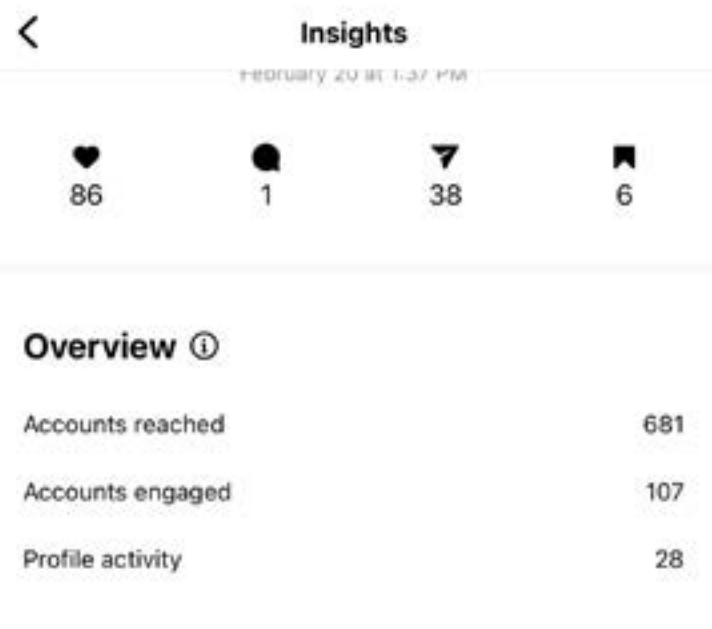 Insights
February 20 at 1:37 PM
86 1 38 6
Overview
Accounts reached 681
Accounts engaged 107
Profile activity 28